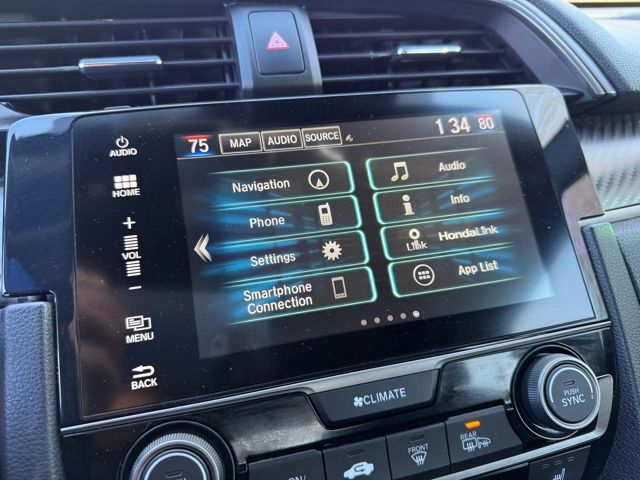 75 MAP AUDIO SOURCE 1 34 80
AUDIO
HOME
+
VOL
-
MENU
BACK
Navigation
Audio
Phone
Info
Settings
Link HondaLink
Smartphone
Connection
App List
CLIMATE
PUSH
SYNC
FRONT
REAR
ON/